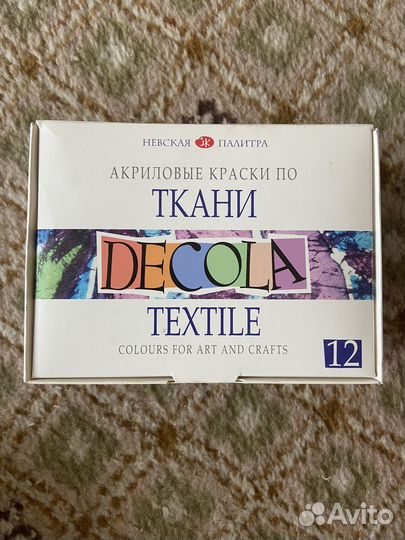 НЕВСКАЯ ПАЛИТРА
АКРИЛОВЫЕ КРАСКИ ПО
ТКАНИ
DECOLA
TEXTILE
COLOURS FOR ART AND CRAFTS
12
Avito